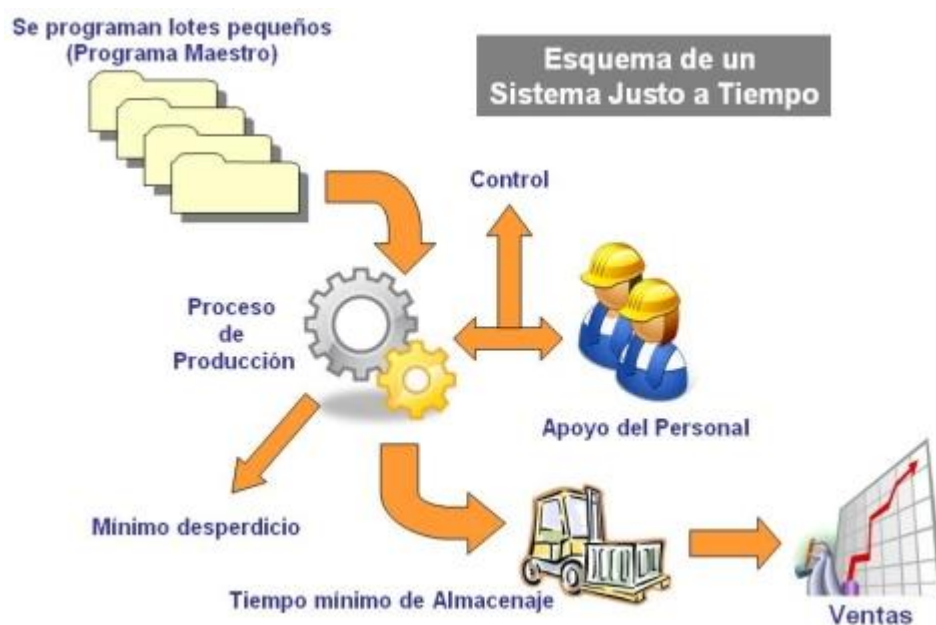 Se programan lotes pequeños
(Programa Maestro)
Esquema de un
Sistema Justo a Tiempo
Control
Proceso
de
Producción
Apoyo del Personal
Mínimo desperdicio
Tiempo mínimo de Almacenaje
Ventas